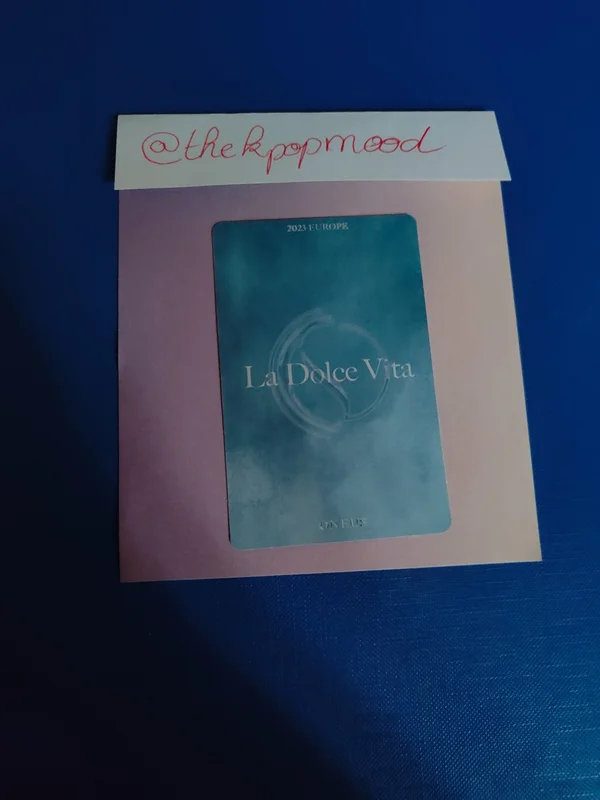 @thekpopmood
2023 EUROPE
La Dolce Vita
ONEUS